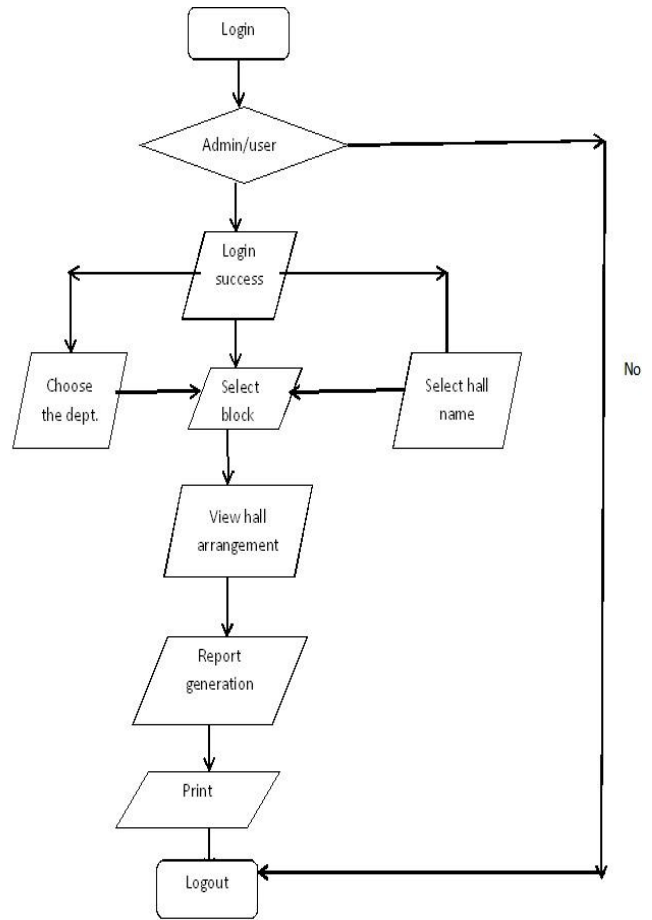 Login
Admin/user
Login
success
Choose
the dept.
Select
block
Select hall
name
No
View hall
arrangement
Report
generation
Print
Logout